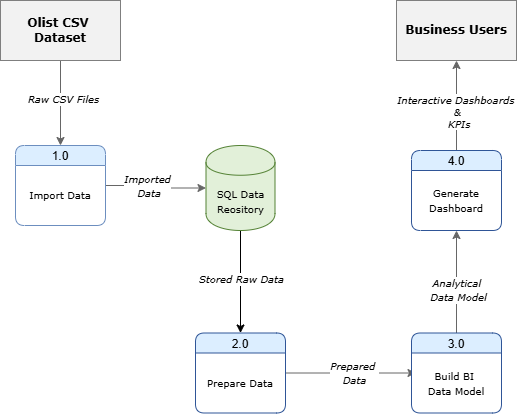 Olist CSV
Dataset
Business Users
Raw CSV Files
Interactive Dashboards
&
KPIs
1.0
Import Data
Imported
Data
SQL Data
Reository
4.0
Generate
Dashboard
Stored Raw Data
Analytical
Data Model
2.0
Prepare Data
Prepared
Data
3.0
Build BI
Data Model